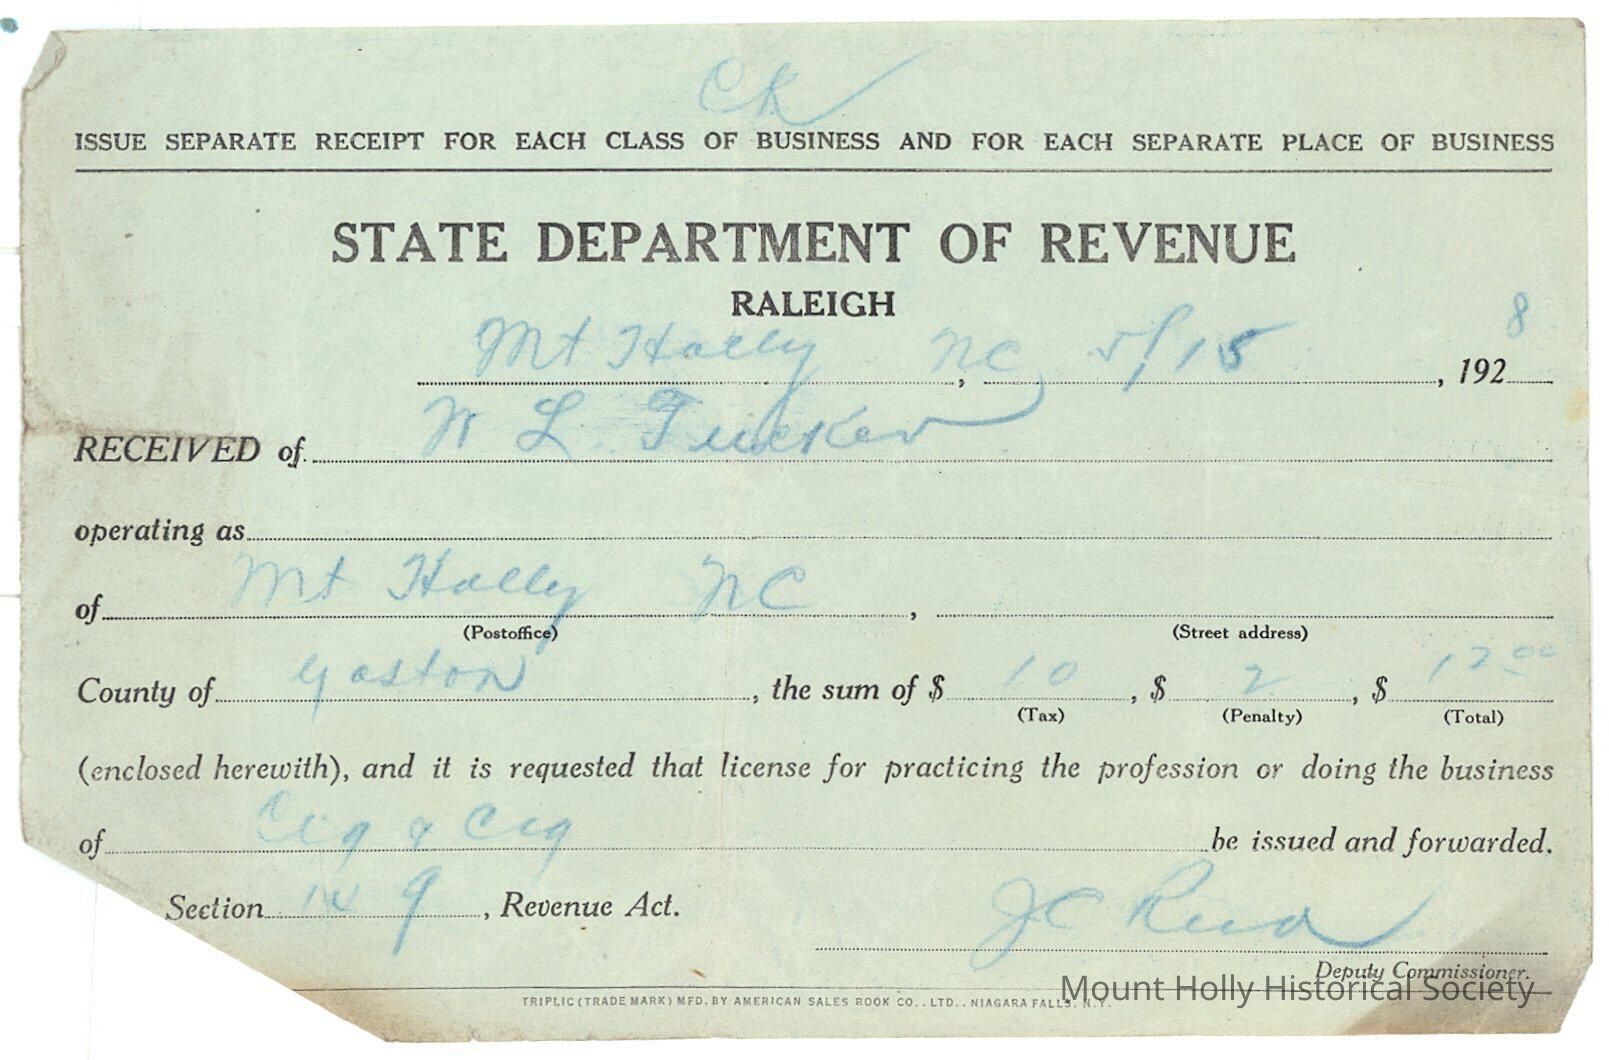 CK
ISSUE SEPARATE RECEIPT FOR EACH CLASS OF BUSINESS AND FOR EACH SEPARATE PLACE OF BUSINESS
STATE DEPARTMENT OF REVENUE
RALEIGH
Mt Holly, NC 5/15, 1928
RECEIVED of W L Tucker
operating as
of Mt Holly NC,
(Postoffice) (Street address)
County of Gaston, the sum of $ 10, $ 2, $ 12 00
(Tax) (Penalty) (Total)
(enclosed herewith), and it is requested that license for practicing the profession or doing the business
of Cig & Cig be issued and forwarded.
Section 149, Revenue Act. JC Reid
Deputy Commissioner.
Mount Holly Historical Society
TRIPLIC (TRADE MARK) MFD. BY AMERICAN SALES BOOK CO., LTD., NIAGARA FALLS, N.Y.